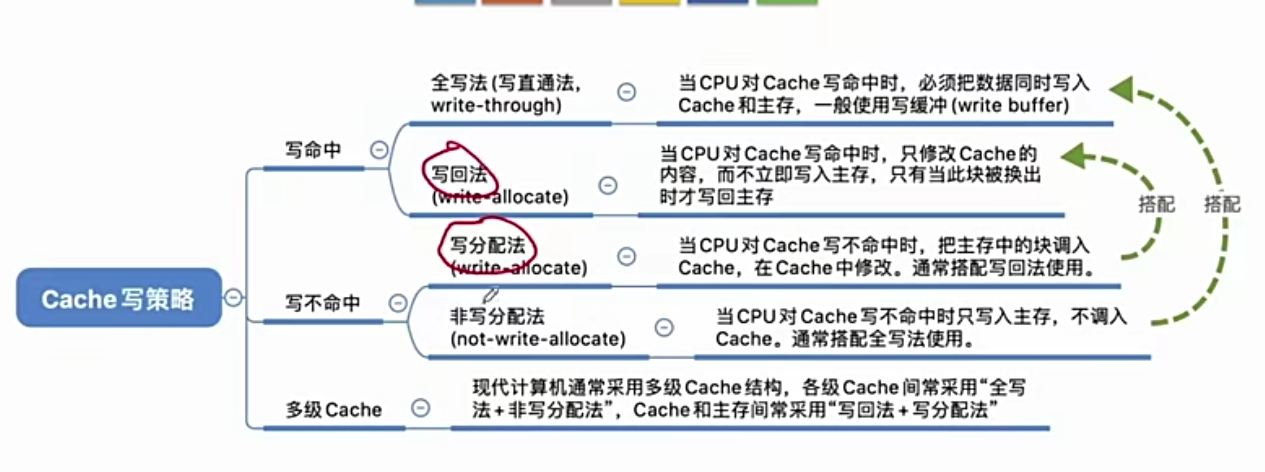 全写法(写直通法,
write-through)
当CPU对Cache写命中时，必须把数据同时写入
Cache和主存，一般使用写缓冲(write buffer)
写命中
写回法
(write-allocate)
当CPU对Cache写命中时，只修改Cache的
内容，而不立即写入主存，只有当此块被换出
时才写回主存
搭配
搭配
Cache写策略
写分配法
(write-allocate)
当CPU对Cache写不命中时，把主存中的块调入
Cache，在Cache中修改。通常搭配写回法使用。
写不命中
非写分配法
(not-write-allocate)
当CPU对Cache写不命中时只写入主存，不调入
Cache。通常搭配全写法使用。
多级Cache
现代计算机通常采用多级Cache结构，各级Cache间常采用“全写
法+非写分配法”，Cache和主存间常采用“写回法+写分配法”